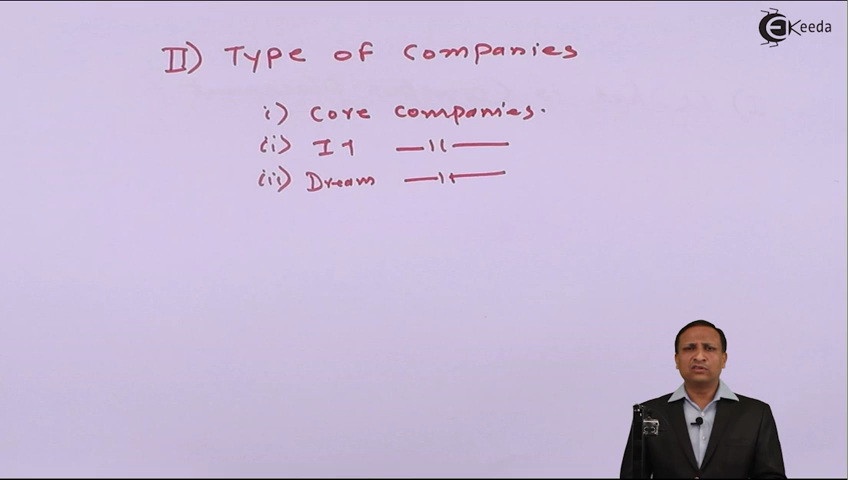 EKeeda
II) Type of Companies
i) Core Companies.
(ii) IT —ıı—
(iii) Dream —ıı—